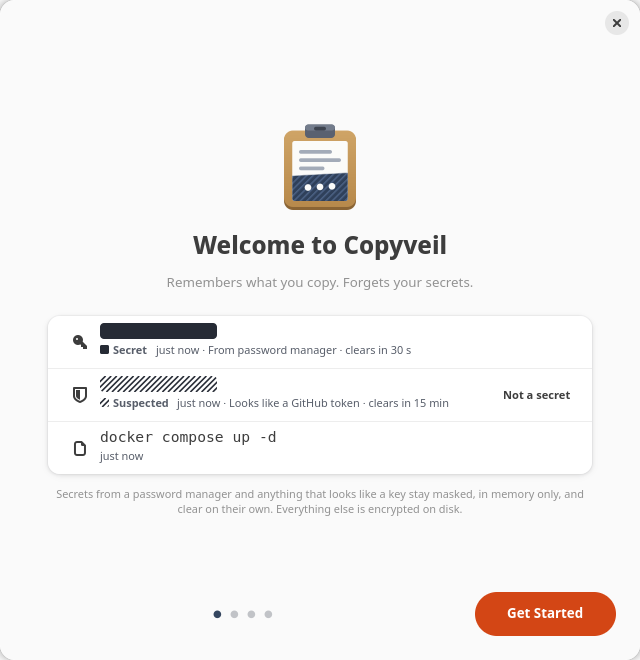 Welcome to Copyveil
Remembers what you copy. Forgets your secrets.
Secret just now · From password manager · clears in 30 s
Suspected just now · Looks like a GitHub token · clears in 15 min
Not a secret
docker compose up -d
just now
Secrets from a password manager and anything that looks like a key stay masked, in memory only, and
clear on their own. Everything else is encrypted on disk.
Get Started